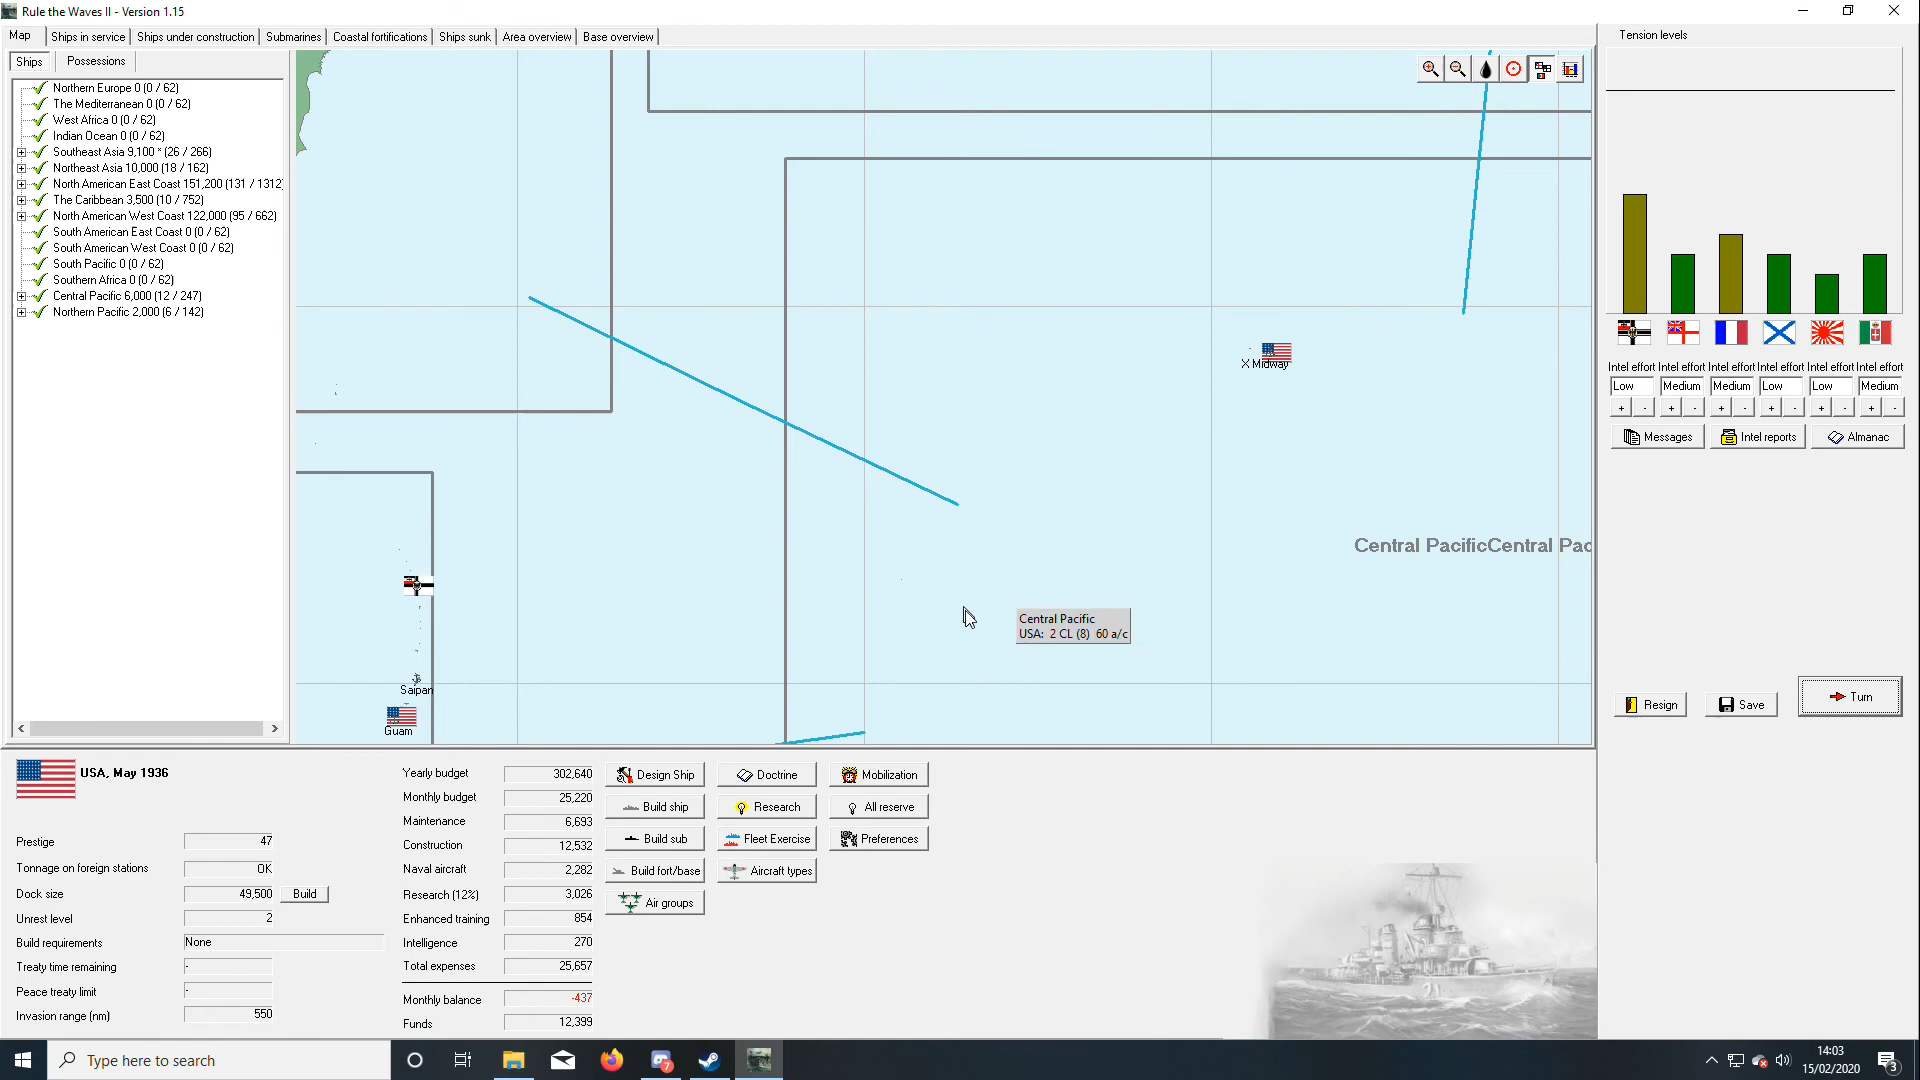 Rule the Waves II - Version 1.15
Map
Ships in service
Ships under construction
Submarines
Coastal fortifications
Ships sunk
Area overview
Base overview
Ships
Possessions
Northern Europe 0 (0 / 62)
The Mediterranean 0 (0 / 62)
West Africa 0 (0 / 62)
Indian Ocean 0 (0 / 62)
Southeast Asia 9,100 * (26 / 266)
Northeast Asia 10,000 (18 / 162)
North American East Coast 151,200 (131 / 1312)
The Caribbean 3,500 (10 / 752)
North American West Coast 122,000 (95 / 662)
South American East Coast 0 (0 / 62)
South American West Coast 0 (0 / 62)
South Pacific 0 (0 / 62)
Southern Africa 0 (0 / 62)
Central Pacific 6,000 (12 / 247)
Northern Pacific 2,000 (6 / 142)
X Midway
Central PacificCentral Pac
Central Pacific
USA: 2 CL (8) 60 a/c
Saipan
Guam
Tension levels
Intel effort Intel effort Intel effort Intel effort Intel effort Intel effort
Low Medium Medium Low Low Medium
+ - + - + - + - + - + -
Messages
Intel reports
Almanac
Resign
Save
Turn
USA, May 1936
Prestige 47
Tonnage on foreign stations OK
Dock size 49,500 Build
Unrest level 2
Build requirements None
Treaty time remaining -
Peace treaty limit -
Invasion range (nm) 550
Yearly budget 302,640
Monthly budget 25,220
Maintenance 6,693
Construction 12,532
Naval aircraft 2,282
Research (12%) 3,026
Enhanced training 854
Intelligence 270
Total expenses 25,657
Monthly balance -437
Funds 12,399
Design Ship
Doctrine
Mobilization
Build ship
Research
All reserve
Build sub
Fleet Exercise
Preferences
Build fort/base
Aircraft types
Air groups
Type here to search
7
14:03
15/02/2020
3